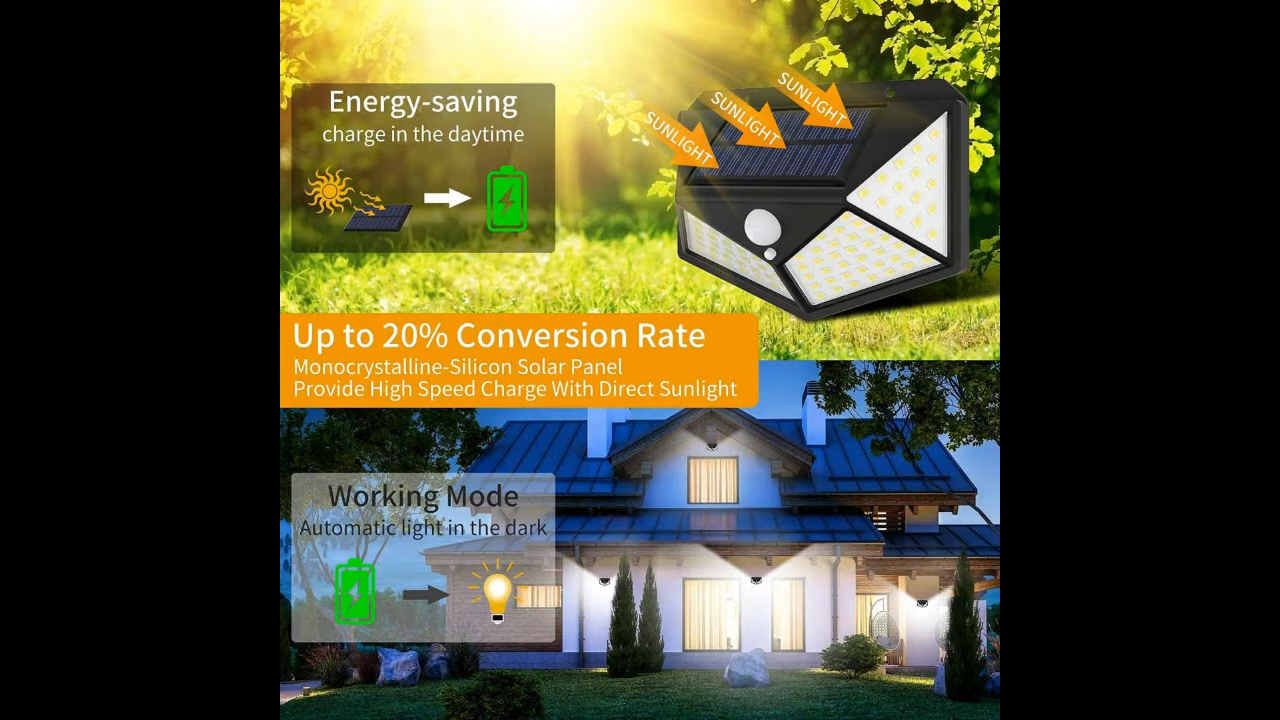 Energy-saving
charge in the daytime
SUNLIGHT
SUNLIGHT
SUNLIGHT
Up to 20% Conversion Rate
Monocrystalline-Silicon Solar Panel
Provide High Speed Charge With Direct Sunlight
Working Mode
Automatic light in the dark